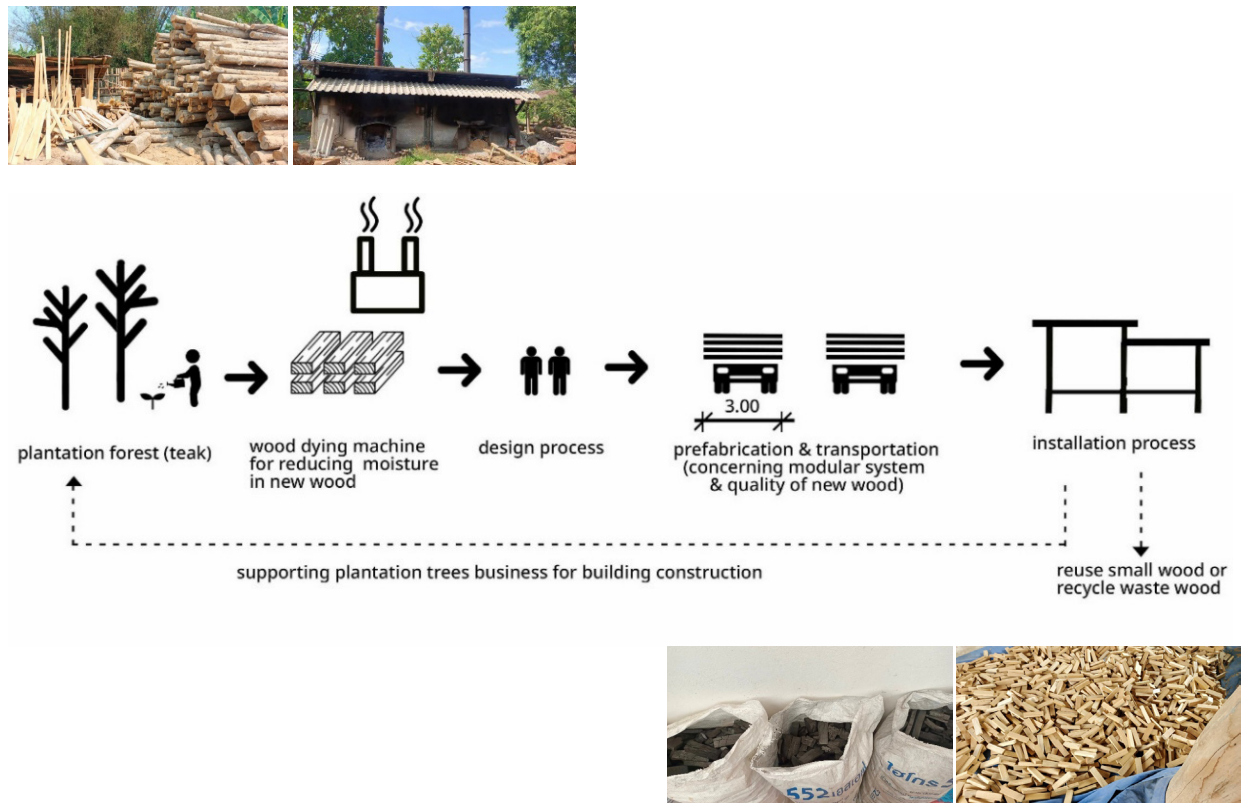 3.00
plantation forest (teak)
wood dying machine
for reducing moisture
in new wood
design process
prefabrication & transportation
(concerning modular system
& quality of new wood)
installation process
supporting plantation trees business for building construction
reuse small wood or
recycle waste wood
552